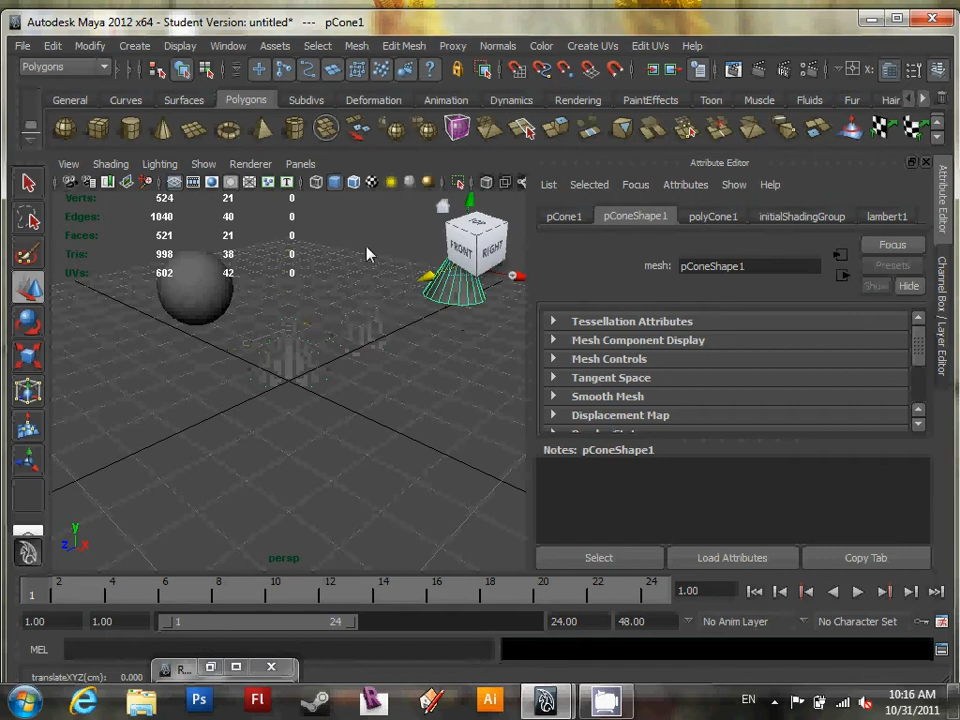 Autodesk Maya 2012 x64 - Student Version: untitled* --- pCone1
File Edit Modify Create Display Window Assets Select Mesh Edit Mesh Proxy Normals Color Create UVs Edit UVs Help
Polygons X:
General Curves Surfaces Polygons Subdivs Deformation Animation Dynamics Rendering PaintEffects Toon Muscle Fluids Fur Hair
View Shading Lighting Show Renderer Panels
Attribute Editor
List Selected Focus Attributes Show Help
Verts: 524 21 0
Edges: 1040 40 0
Faces: 521 21 0
Tris: 998 38 0
UVs: 602 42 0
TOP
FRONT RIGHT
pCone1 pConeShape1 polyCone1 initialShadingGroup lambert1
Focus
mesh: pConeShape1
Presets
Show Hide
Tessellation Attributes
Mesh Component Display
Mesh Controls
Tangent Space
Smooth Mesh
Displacement Map
Notes: pConeShape1
Select Load Attributes Copy Tab
Attribute Editor
Channel Box / Layer Editor
y
z x
persp
2 4 6 8 10 12 14 16 18 20 22 24
1 1.00
1.00 1.00 1 24 24.00 48.00 No Anim Layer No Character Set
MEL
R...
translateXYZ(cm): 0.000
Ps Fl Ai EN 10:16 AM
10/31/2011